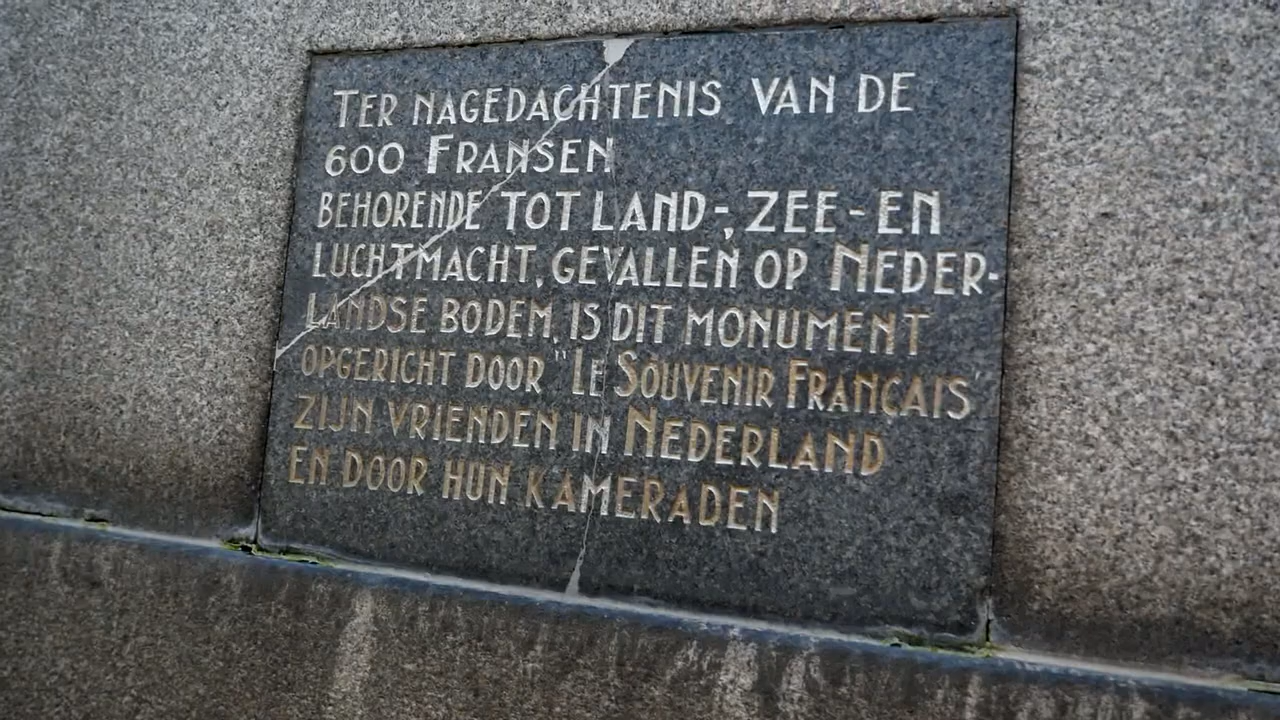 TER NAGEDACHTENIS VAN DE
600 FRANSEN
BEHORENDE TOT LAND-, ZEE- EN
LUCHTMACHT, GEVALLEN OP NEDER-
LANDSE BODEM, IS DIT MONUMENT
OPGERICHT DOOR "LE SOUVENIR FRANÇAIS
ZIJN VRIENDEN IN NEDERLAND
EN DOOR HUN KAMERADEN